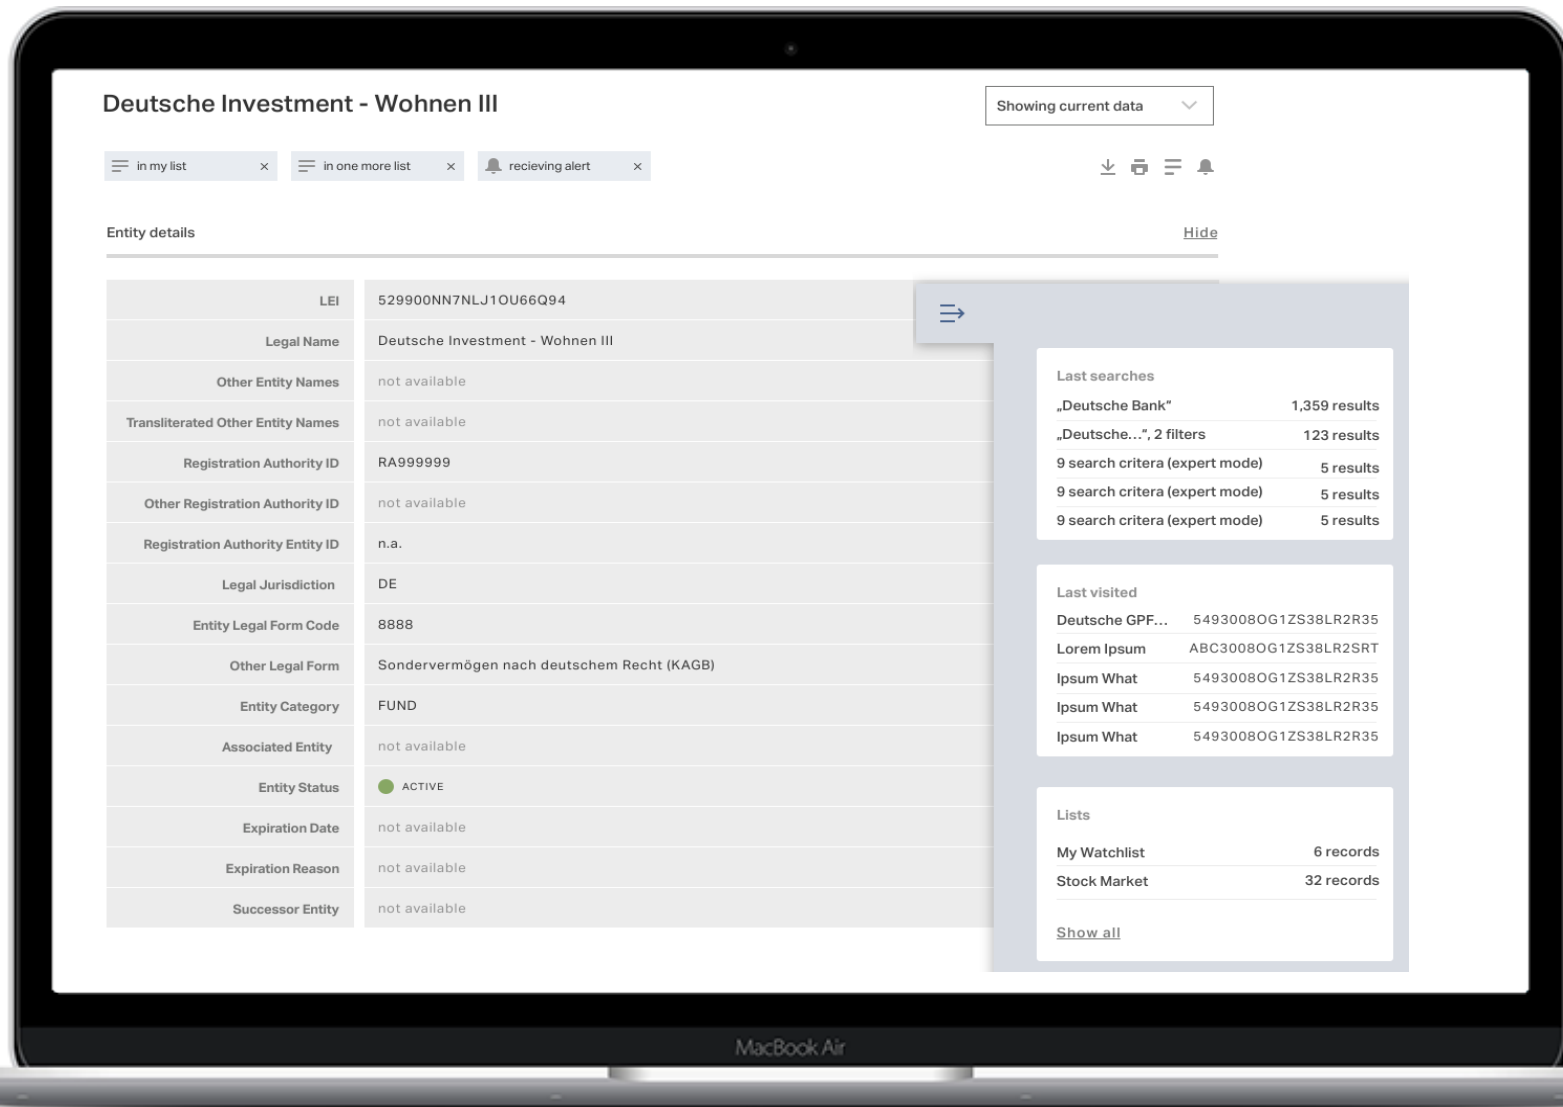 Deutsche Investment - Wohnen III
Showing current data
in my list ×
in one more list ×
recieving alert ×
Entity details
Hide
LEI 529900NN7NLJ1OU66Q94
Legal Name Deutsche Investment - Wohnen III
Other Entity Names not available
Transliterated Other Entity Names not available
Registration Authority ID RA999999
Other Registration Authority ID not available
Registration Authority Entity ID n.a.
Legal Jurisdiction DE
Entity Legal Form Code 8888
Other Legal Form Sondervermögen nach deutschem Recht (KAGB)
Entity Category FUND
Associated Entity not available
Entity Status ACTIVE
Expiration Date not available
Expiration Reason not available
Successor Entity not available
Last searches
„Deutsche Bank“ 1,359 results
„Deutsche...“, 2 filters 123 results
9 search critera (expert mode) 5 results
9 search critera (expert mode) 5 results
9 search critera (expert mode) 5 results
Last visited
Deutsche GPF... 5493008OG1ZS38LR2R35
Lorem Ipsum ABC3008OG1ZS38LR2SRT
Ipsum What 5493008OG1ZS38LR2R35
Ipsum What 5493008OG1ZS38LR2R35
Ipsum What 5493008OG1ZS38LR2R35
Lists
My Watchlist 6 records
Stock Market 32 records
Show all
MacBook Air